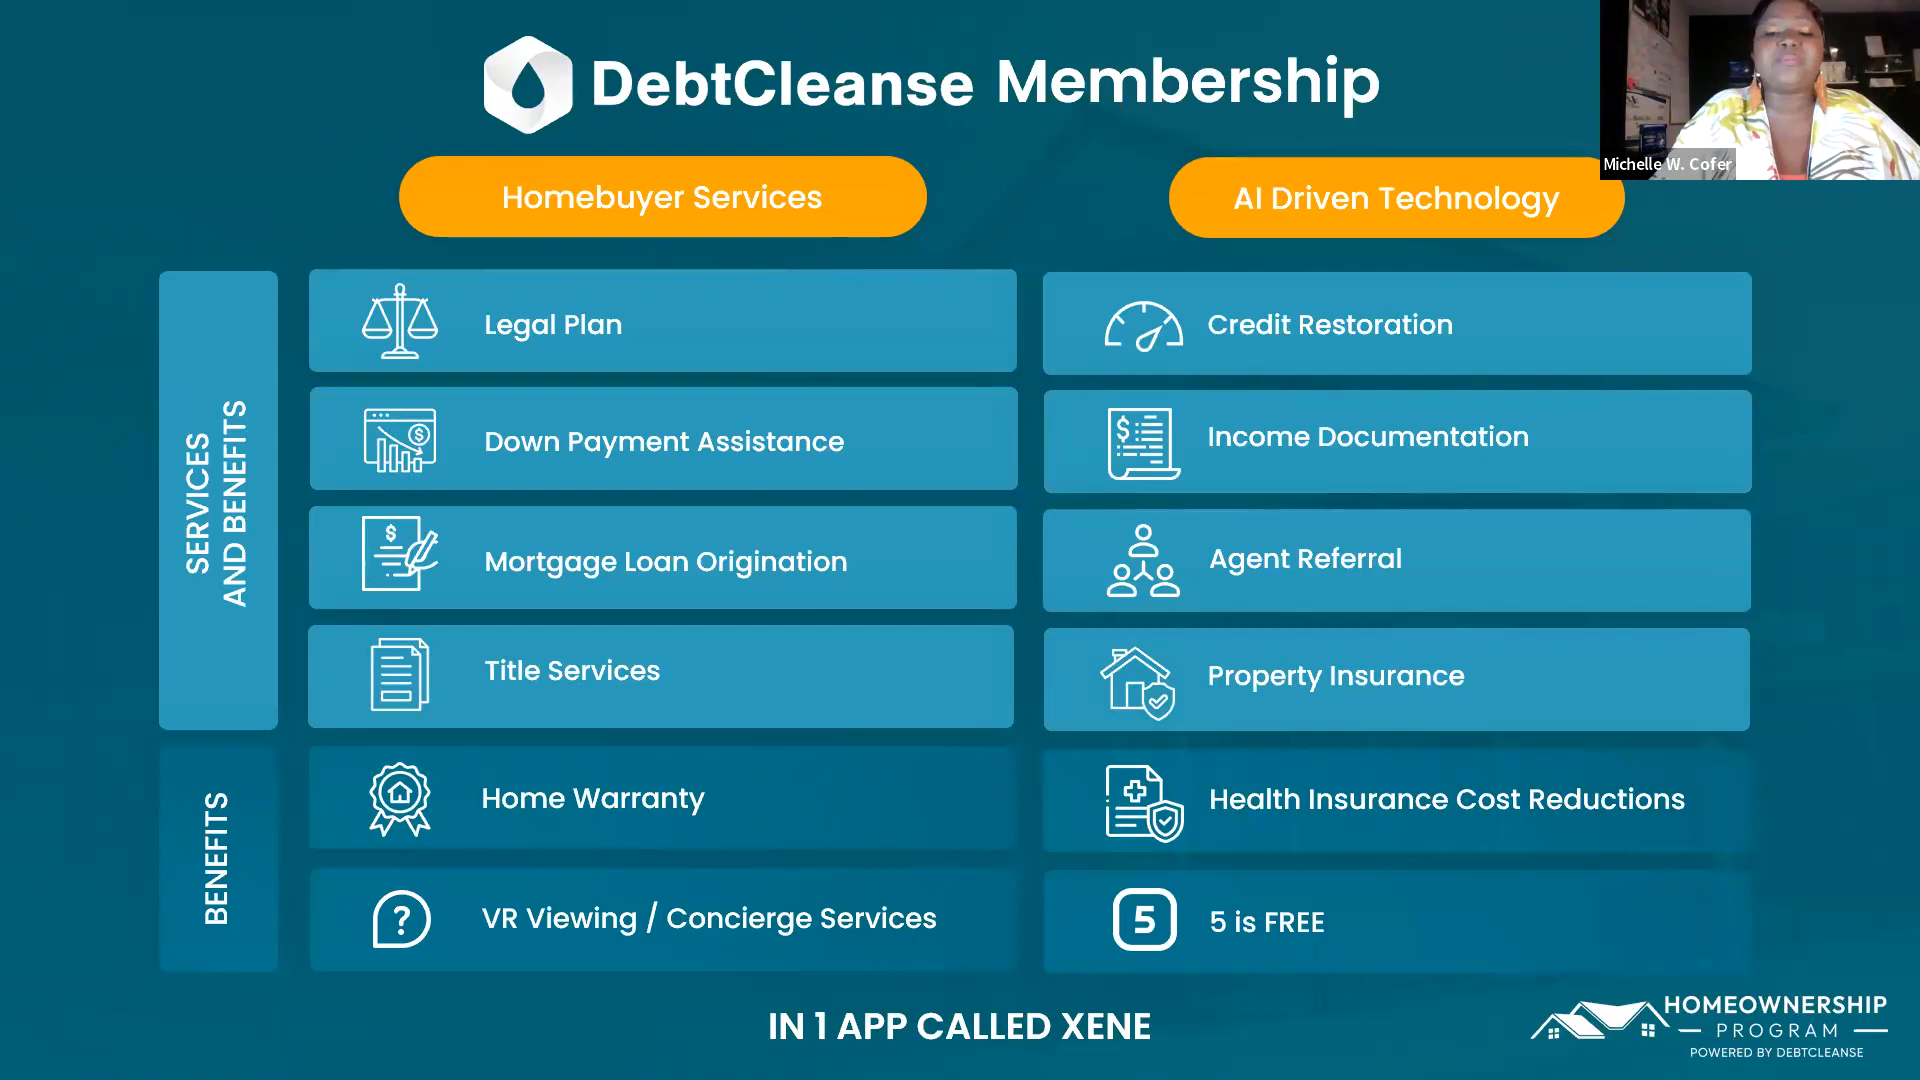 DebtCleanse Membership
Michelle W. Cofer
Homebuyer Services
AI Driven Technology
SERVICES
AND BENEFITS
Legal Plan
Credit Restoration
Down Payment Assistance
Income Documentation
Mortgage Loan Origination
Agent Referral
Title Services
Property Insurance
BENEFITS
Home Warranty
Health Insurance Cost Reductions
VR Viewing / Concierge Services
5
5 is FREE
IN 1 APP CALLED XENE
HOMEOWNERSHIP
PROGRAM
POWERED BY DEBTCLEANSE